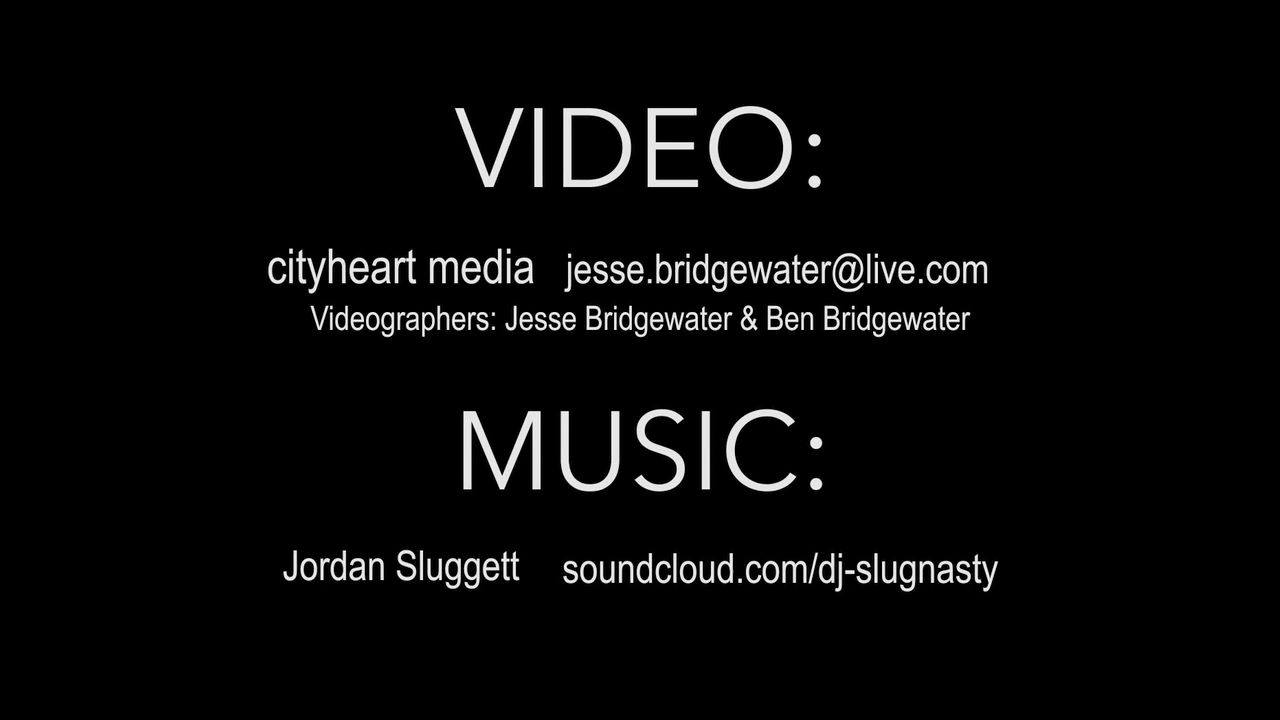 VIDEO:
cityheart media jesse.bridgewater@live.com
Videographers: Jesse Bridgewater & Ben Bridgewater
MUSIC:
Jordan Sluggett soundcloud.com/dj-slugnasty